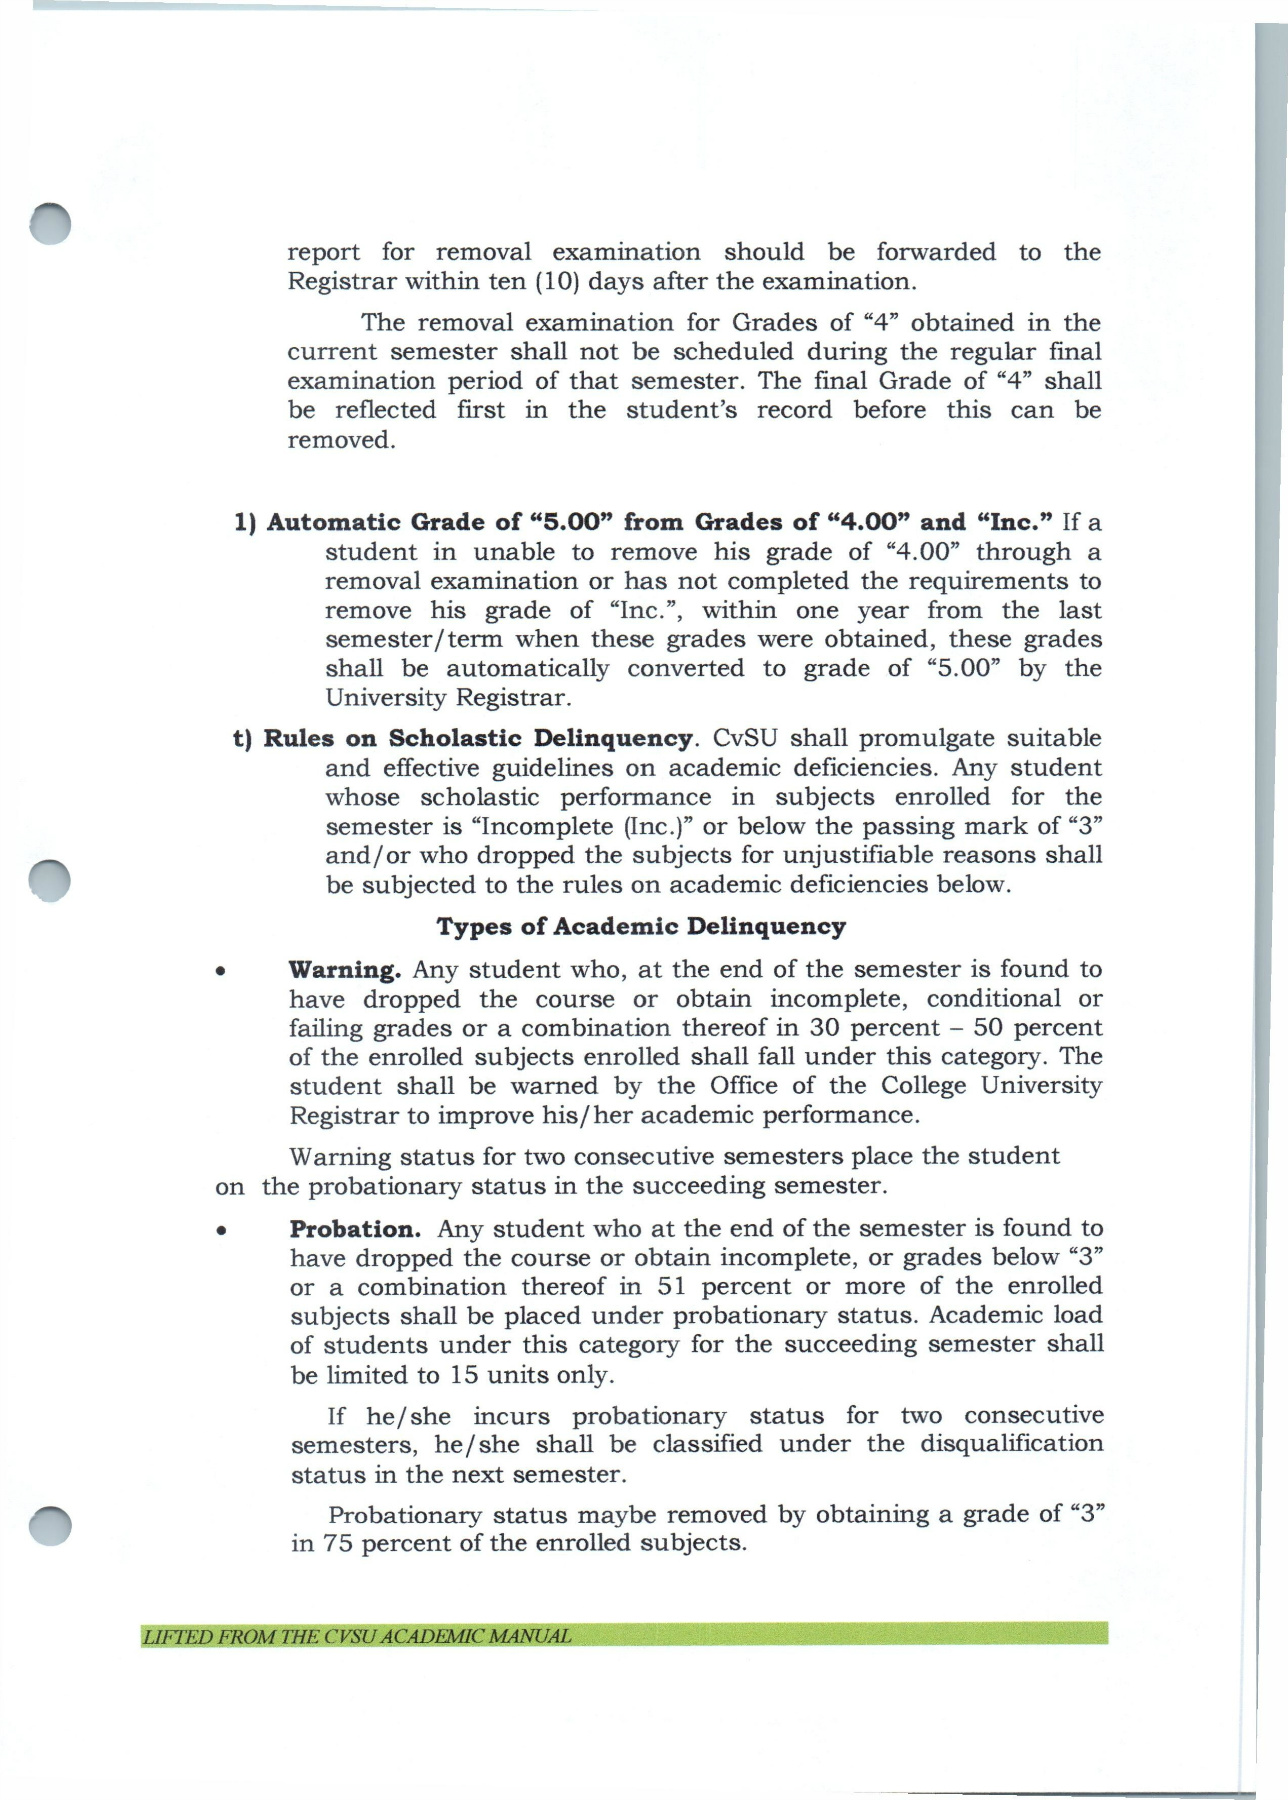 report for removal examination should be forwarded to the
Registrar within ten (10) days after the examination.
The removal examination for Grades of “4” obtained in the
current semester shall not be scheduled during the regular final
examination period of that semester. The final Grade of “4” shall
be reflected first in the student’s record before this can be
removed.
1) Automatic Grade of “5.00” from Grades of “4.00” and “Inc.” If a
student in unable to remove his grade of “4.00” through a
removal examination or has not completed the requirements to
remove his grade of “Inc.”, within one year from the last
semester/term when these grades were obtained, these grades
shall be automatically converted to grade of “5.00” by the
University Registrar.
t) Rules on Scholastic Delinquency. CvSU shall promulgate suitable
and effective guidelines on academic deficiencies. Any student
whose scholastic performance in subjects enrolled for the
semester is “Incomplete (Inc.)” or below the passing mark of “3”
and/or who dropped the subjects for unjustifiable reasons shall
be subjected to the rules on academic deficiencies below.
Types of Academic Delinquency
• Warning. Any student who, at the end of the semester is found to
have dropped the course or obtain incomplete, conditional or
failing grades or a combination thereof in 30 percent – 50 percent
of the enrolled subjects enrolled shall fall under this category. The
student shall be warned by the Office of the College University
Registrar to improve his/her academic performance.
Warning status for two consecutive semesters place the student
on the probationary status in the succeeding semester.
• Probation. Any student who at the end of the semester is found to
have dropped the course or obtain incomplete, or grades below “3”
or a combination thereof in 51 percent or more of the enrolled
subjects shall be placed under probationary status. Academic load
of students under this category for the succeeding semester shall
be limited to 15 units only.
If he/she incurs probationary status for two consecutive
semesters, he/she shall be classified under the disqualification
status in the next semester.
Probationary status maybe removed by obtaining a grade of “3”
in 75 percent of the enrolled subjects.
LIFTED FROM THE CVSU ACADEMIC MANUAL